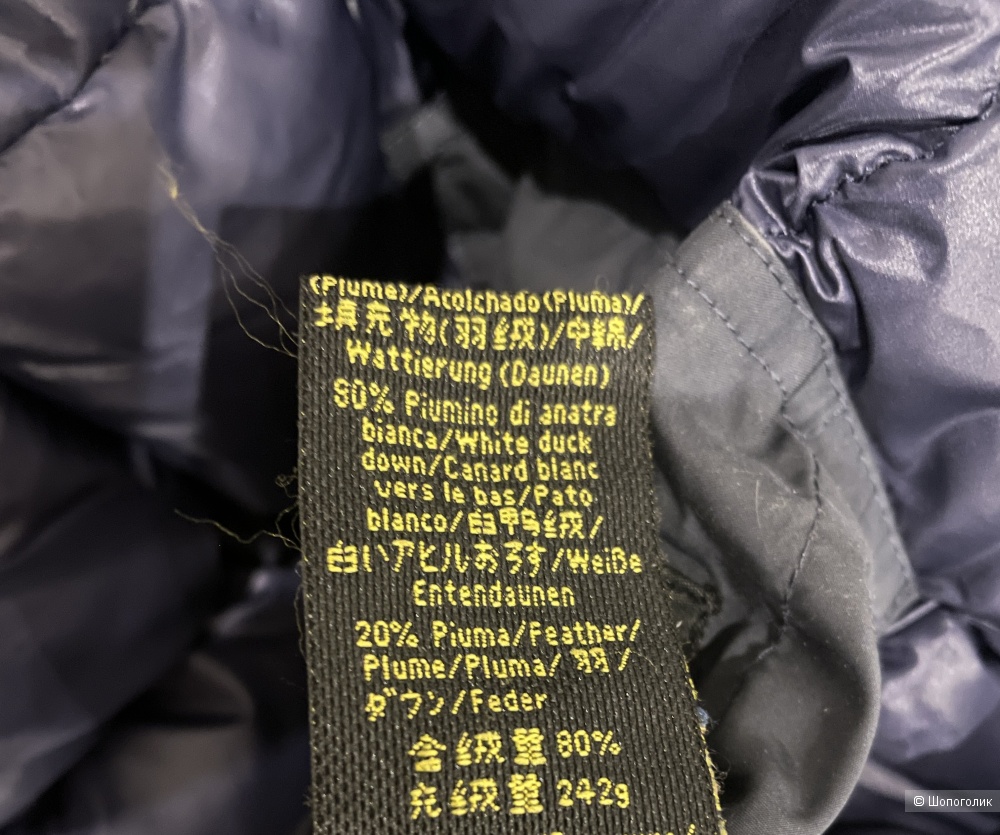 (Plume)/Acolchado(Pluma)/
填充物(羽绒)/中綿/
Wattierung (Daunen)
80% Piumino di anatra
bianca/White duck
down/Canard blanc
vers le bas/Pato
blanco/白鸭绒/
白いアヒルおろす/Weiße
Entendaunen
20% Piuma/Feather/
Plume/Pluma/羽/
ダウン/Feder
含绒量 80%
充绒量 242g
© Шопоголик